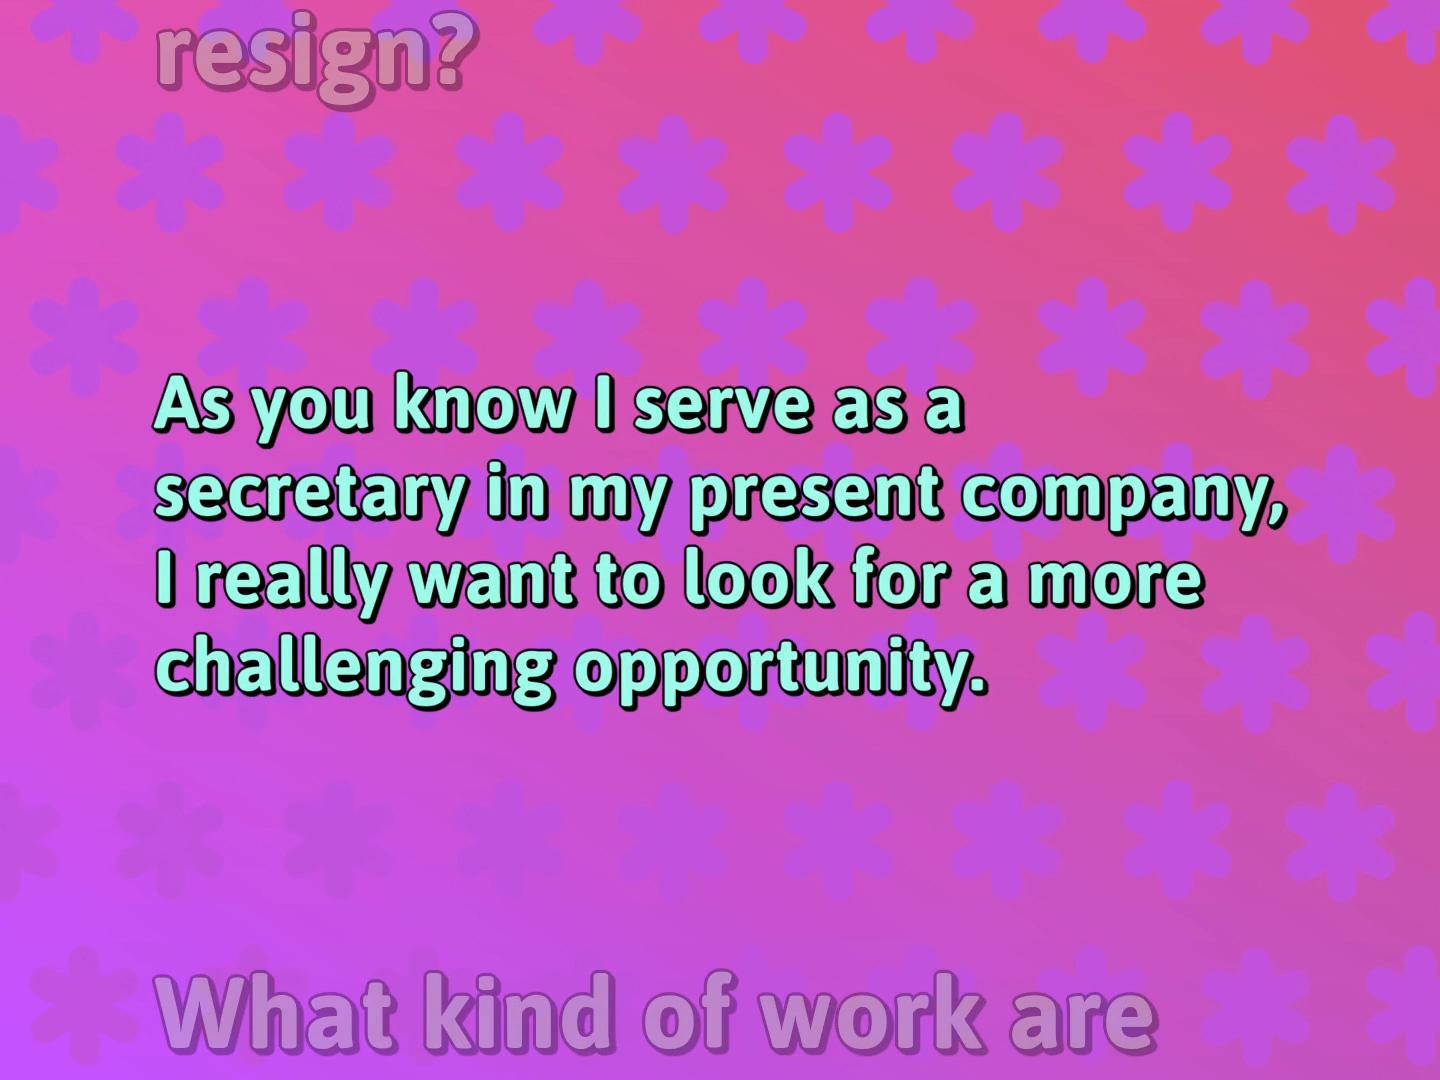 resign?
As you know I serve as a
secretary in my present company,
I really want to look for a more
challenging opportunity.
What kind of work are